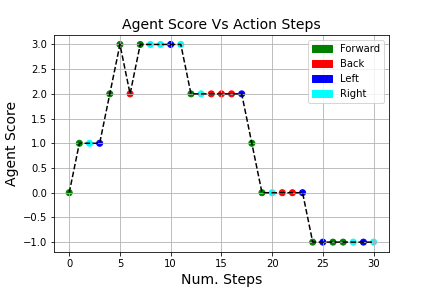 Agent Score Vs Action Steps
Agent Score
3.0
2.5
2.0
1.5
1.0
0.5
0.0
−0.5
−1.0
Forward
Back
Left
Right
0
5
10
15
20
25
30
Num. Steps